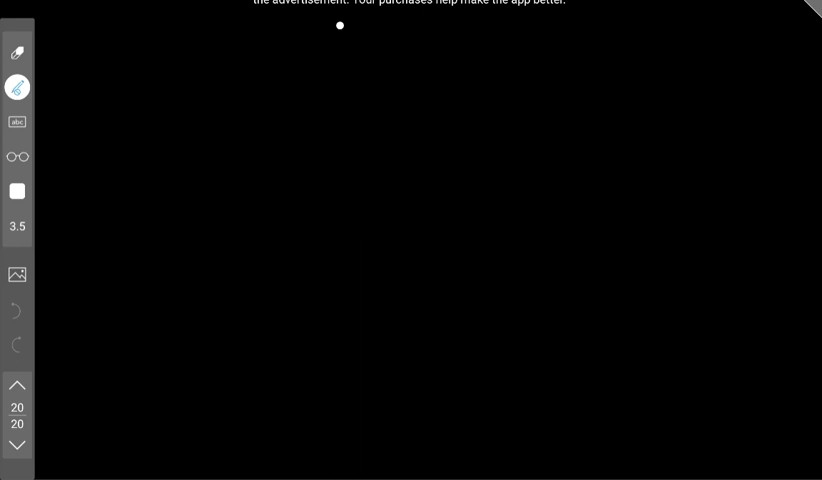 the advertisement. Your purchases help make the app better.
abc
3.5
20
20